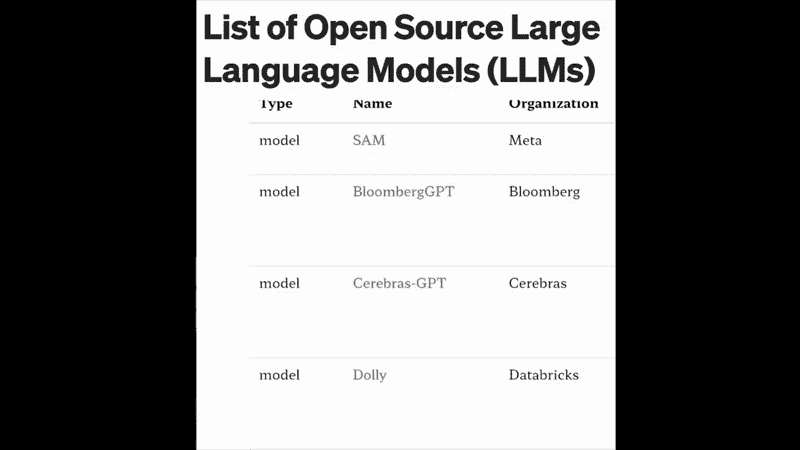 List of Open Source Large
Language Models (LLMs)
Type Name Organization
model SAM Meta
model BloombergGPT Bloomberg
model Cerebras-GPT Cerebras
model Dolly Databricks